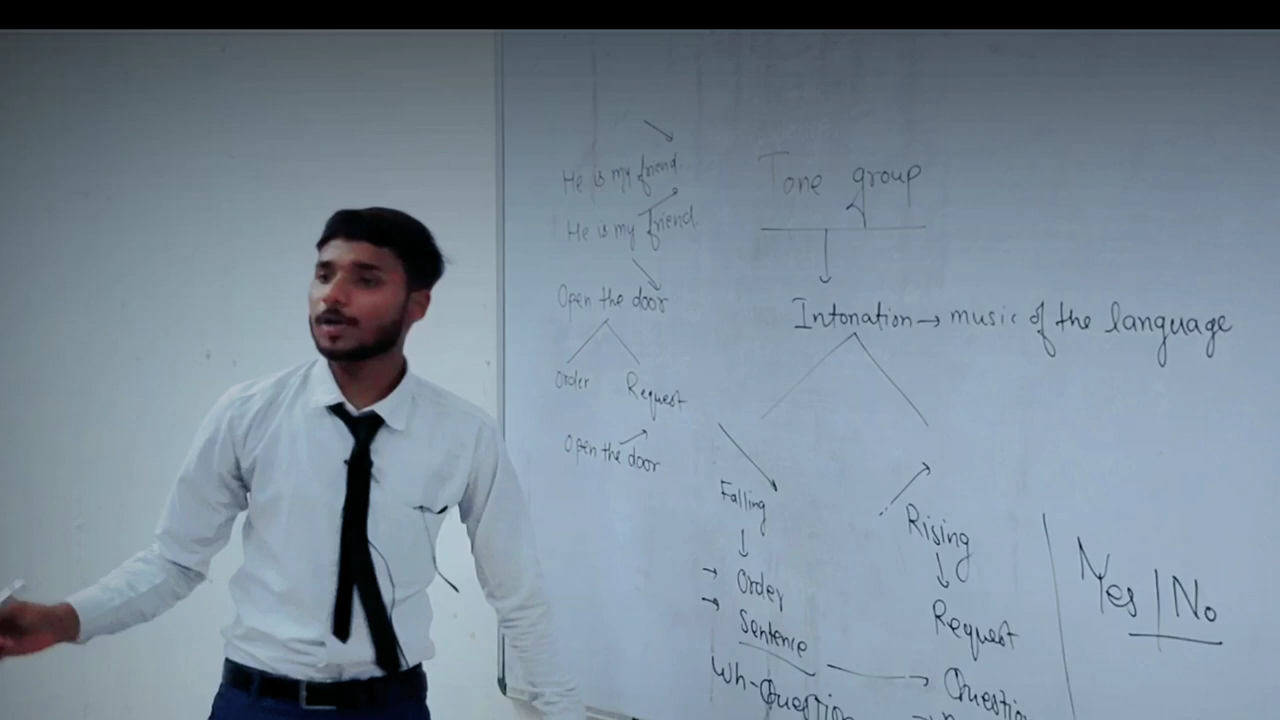 He is my friend.
He is my friend.
Open the door
Order Request
Open the door
Tone group
Intonation → music of the language
Falling
→ Order
→ Sentence
Wh-Question
Rising
Request
Question
Yes | No